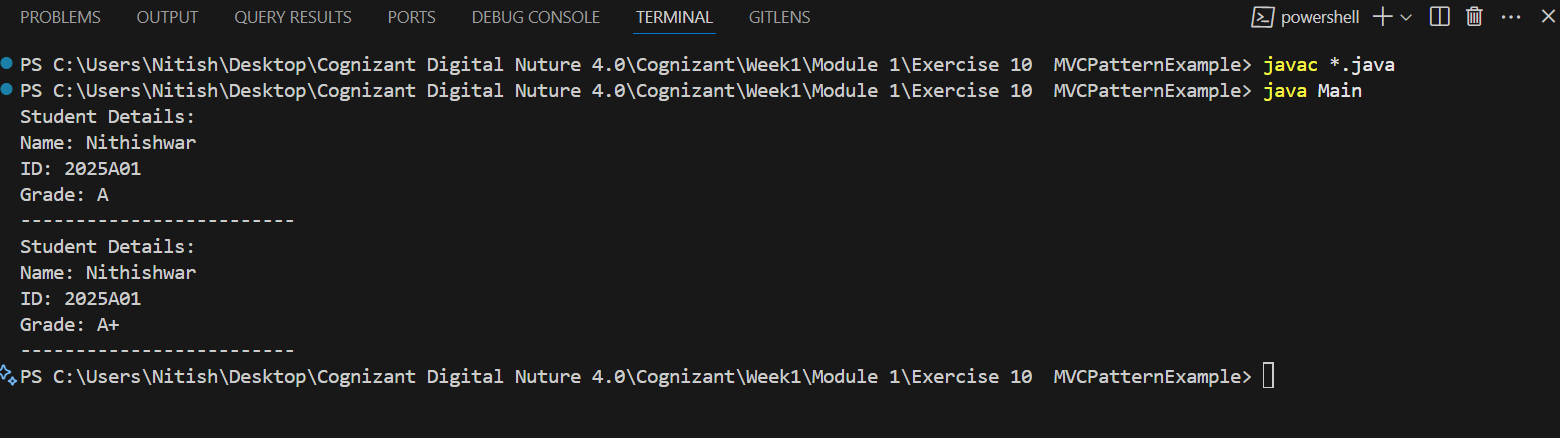 PROBLEMS OUTPUT QUERY RESULTS PORTS DEBUG CONSOLE TERMINAL GITLENS powershell
PS C:\Users\Nitish\Desktop\Cognizant Digital Nuture 4.0\Cognizant\Week1\Module 1\Exercise 10  MVCPatternExample> javac *.java
PS C:\Users\Nitish\Desktop\Cognizant Digital Nuture 4.0\Cognizant\Week1\Module 1\Exercise 10  MVCPatternExample> java Main
Student Details:
Name: Nithishwar
ID: 2025A01
Grade: A
-------------------------
Student Details:
Name: Nithishwar
ID: 2025A01
Grade: A+
-------------------------
PS C:\Users\Nitish\Desktop\Cognizant Digital Nuture 4.0\Cognizant\Week1\Module 1\Exercise 10  MVCPatternExample>